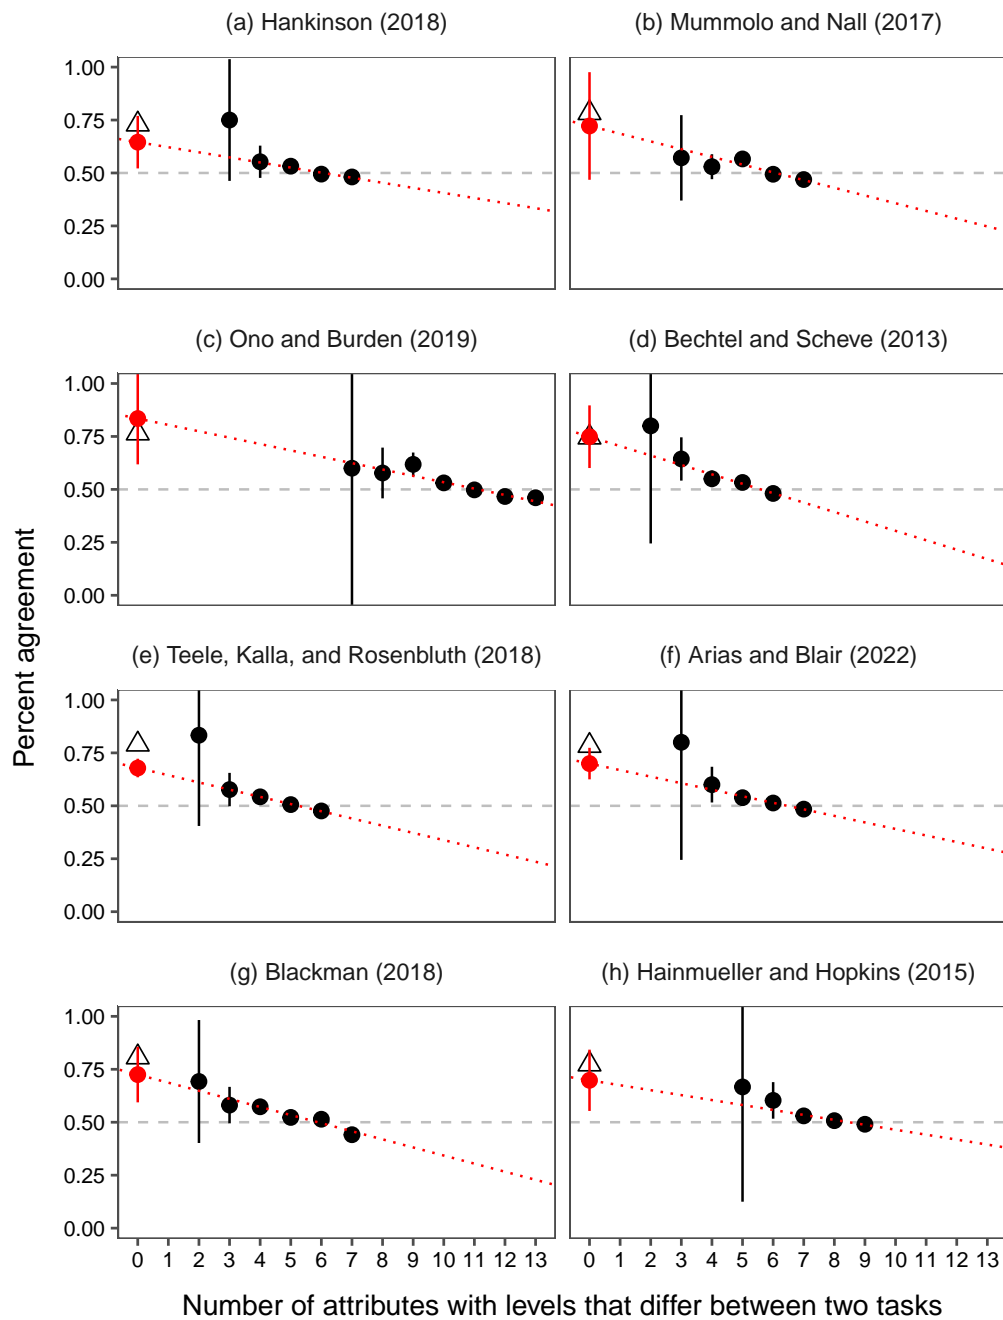 (a) Hankinson (2018)
(b) Mummolo and Nall (2017)
1.00
0.75
0.50
0.25
0.00
(c) Ono and Burden (2019)
(d) Bechtel and Scheve (2013)
1.00
0.75
0.50
0.25
0.00
Percent agreement
(e) Teele, Kalla, and Rosenbluth (2018)
(f) Arias and Blair (2022)
1.00
0.75
0.50
0.25
0.00
(g) Blackman (2018)
(h) Hainmueller and Hopkins (2015)
1.00
0.75
0.50
0.25
0.00
0 1 2 3 4 5 6 7 8 9 10 11 12 13
0 1 2 3 4 5 6 7 8 9 10 11 12 13
Number of attributes with levels that differ between two tasks